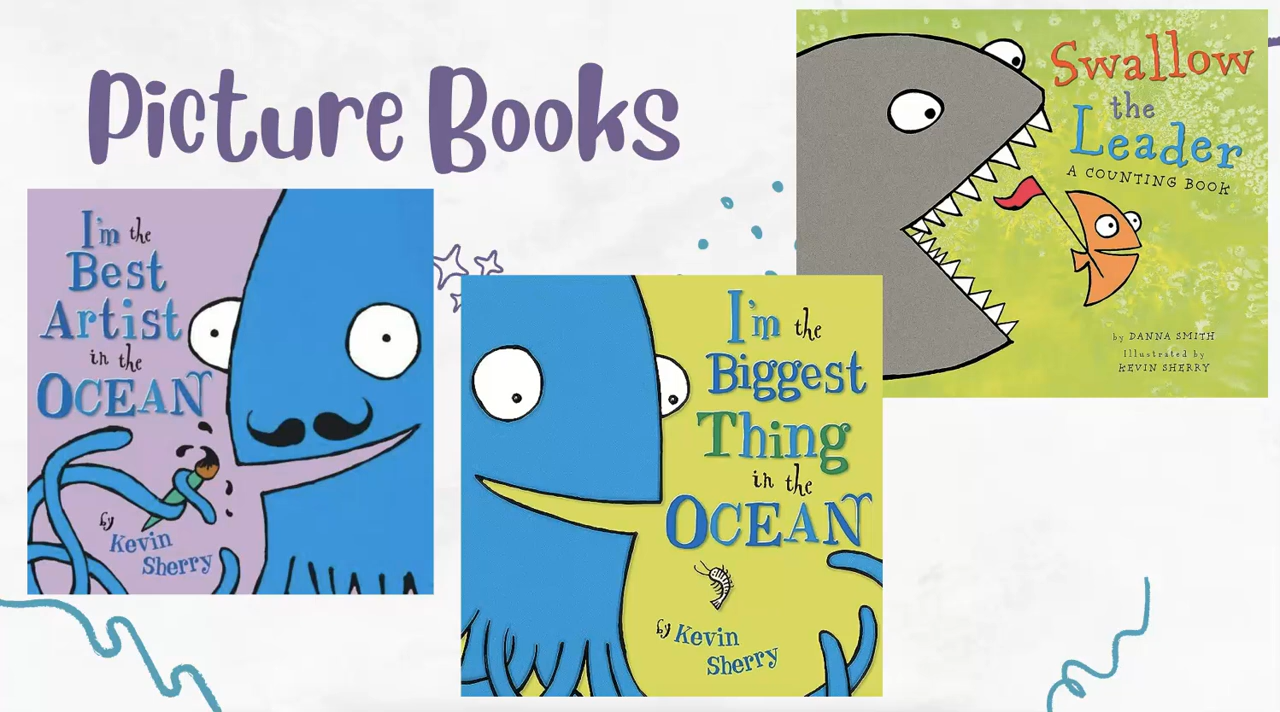 Picture Books
I'm the
Best
Artist
in the
OCEAN
by
Kevin
Sherry
I'm the
Biggest
Thing
in the
OCEAN
by Kevin
Sherry
Swallow
the
Leader
A COUNTING BOOK
by DANNA SMITH
Illustrated by
KEVIN SHERRY